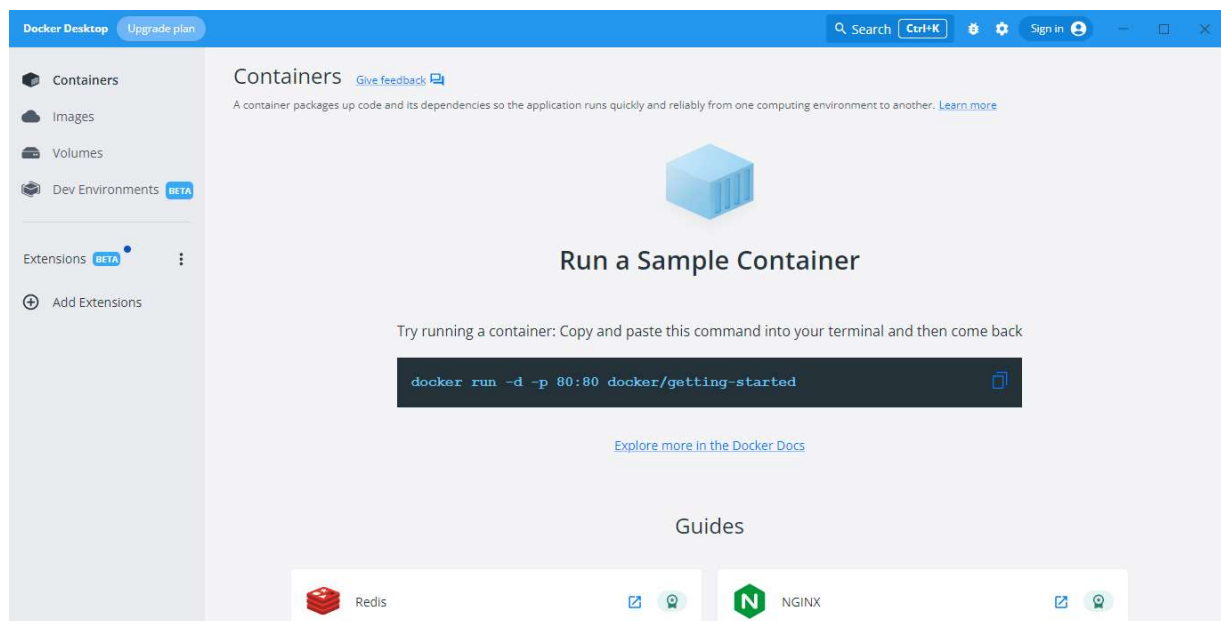 Docker Desktop Upgrade plan Search Ctrl+K Sign in
Containers
Images
Volumes
Dev Environments BETA
Extensions BETA
Add Extensions
Containers Give feedback
A container packages up code and its dependencies so the application runs quickly and reliably from one computing environment to another. Learn more
Run a Sample Container
Try running a container: Copy and paste this command into your terminal and then come back
docker run -d -p 80:80 docker/getting-started
Explore more in the Docker Docs
Guides
Redis
N NGINX